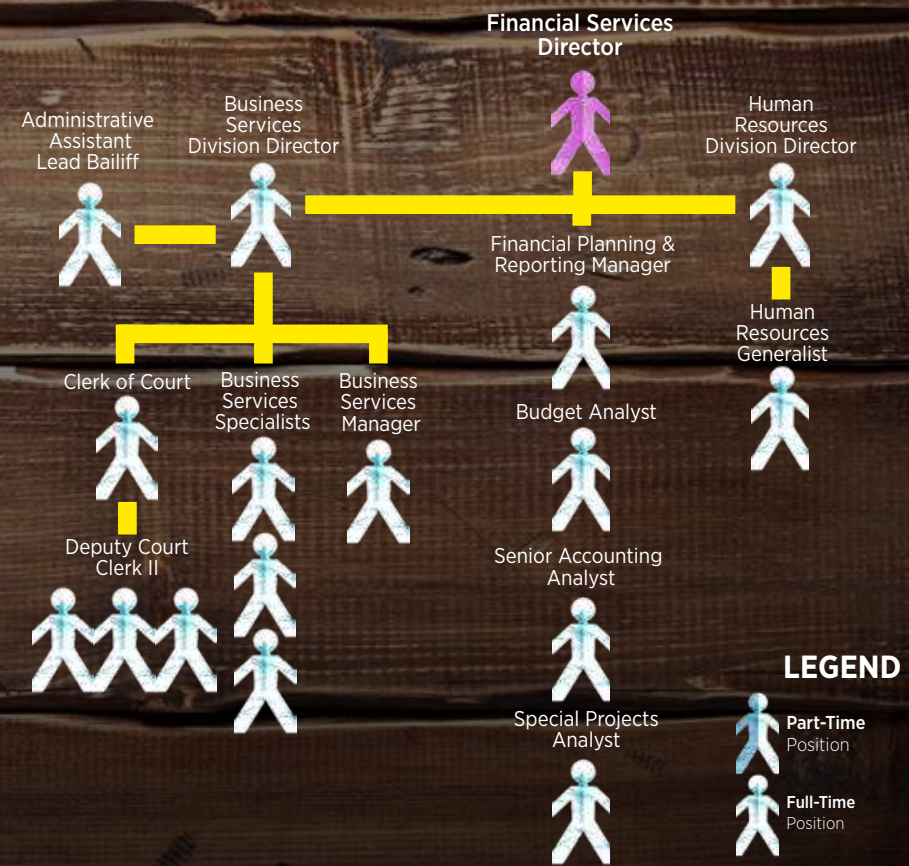 Financial Services
Director
Administrative
Assistant
Lead Bailiff
Business
Services
Division Director
Human
Resources
Division Director
Financial Planning &
Reporting Manager
Human
Resources
Generalist
Clerk of Court
Business
Services
Specialists
Business
Services
Manager
Budget Analyst
Deputy Court
Clerk II
Senior Accounting
Analyst
Special Projects
Analyst
LEGEND
Part-Time
Position
Full-Time
Position